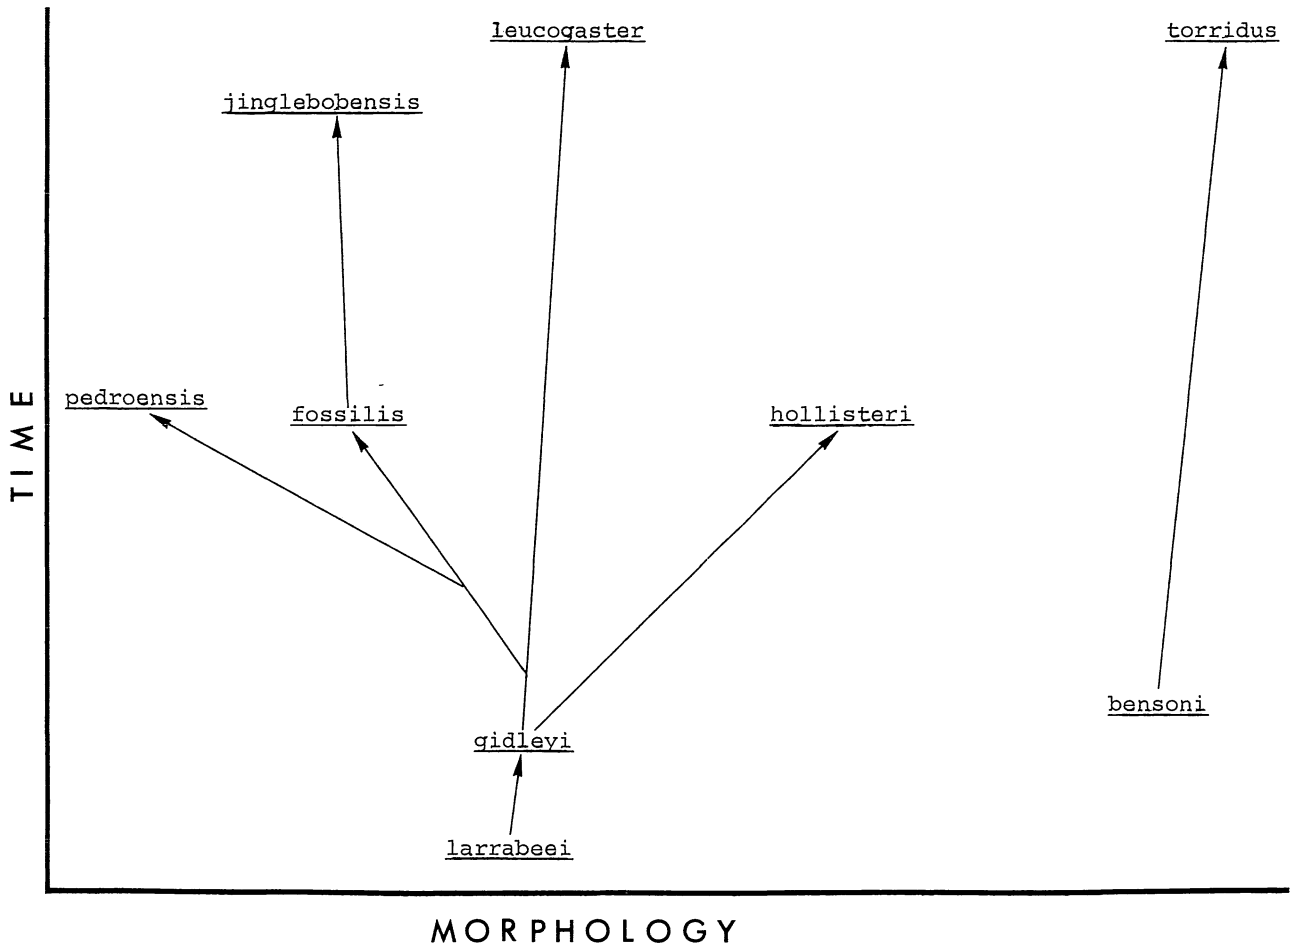 leucogaster
torridus
jinglebobensis
pedroensis
fossilis
hollisteri
bensoni
gidleyi
larrabeei
TIME
MORPHOLOGY